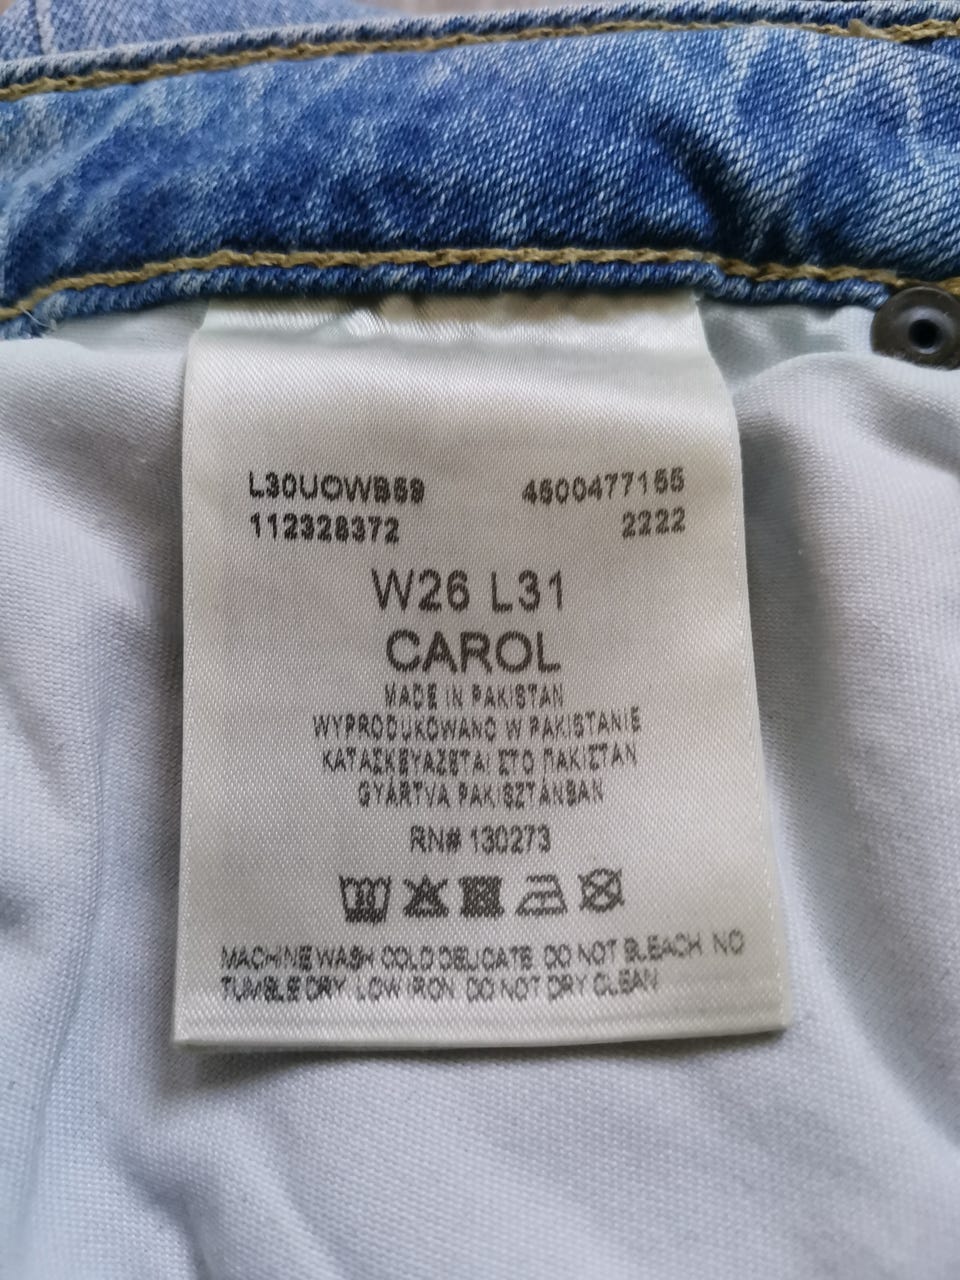 L30UOWB59 4600477155
112328372 2222
W26 L31
CAROL
MADE IN PAKISTAN
WYPRODUKOWANO W PAKISTANIE
ΚΑΤΑΣΚΕΥΑΖΕΤΑΙ ΣΤΟ ΠΑΚΙΣΤΑΝ
GYÁRTVA PAKISZTÁNBAN
RN# 130273
MACHINE WASH COLD DELICATE DO NOT BLEACH NO
TUMBLE DRY LOW IRON DO NOT DRY CLEAN